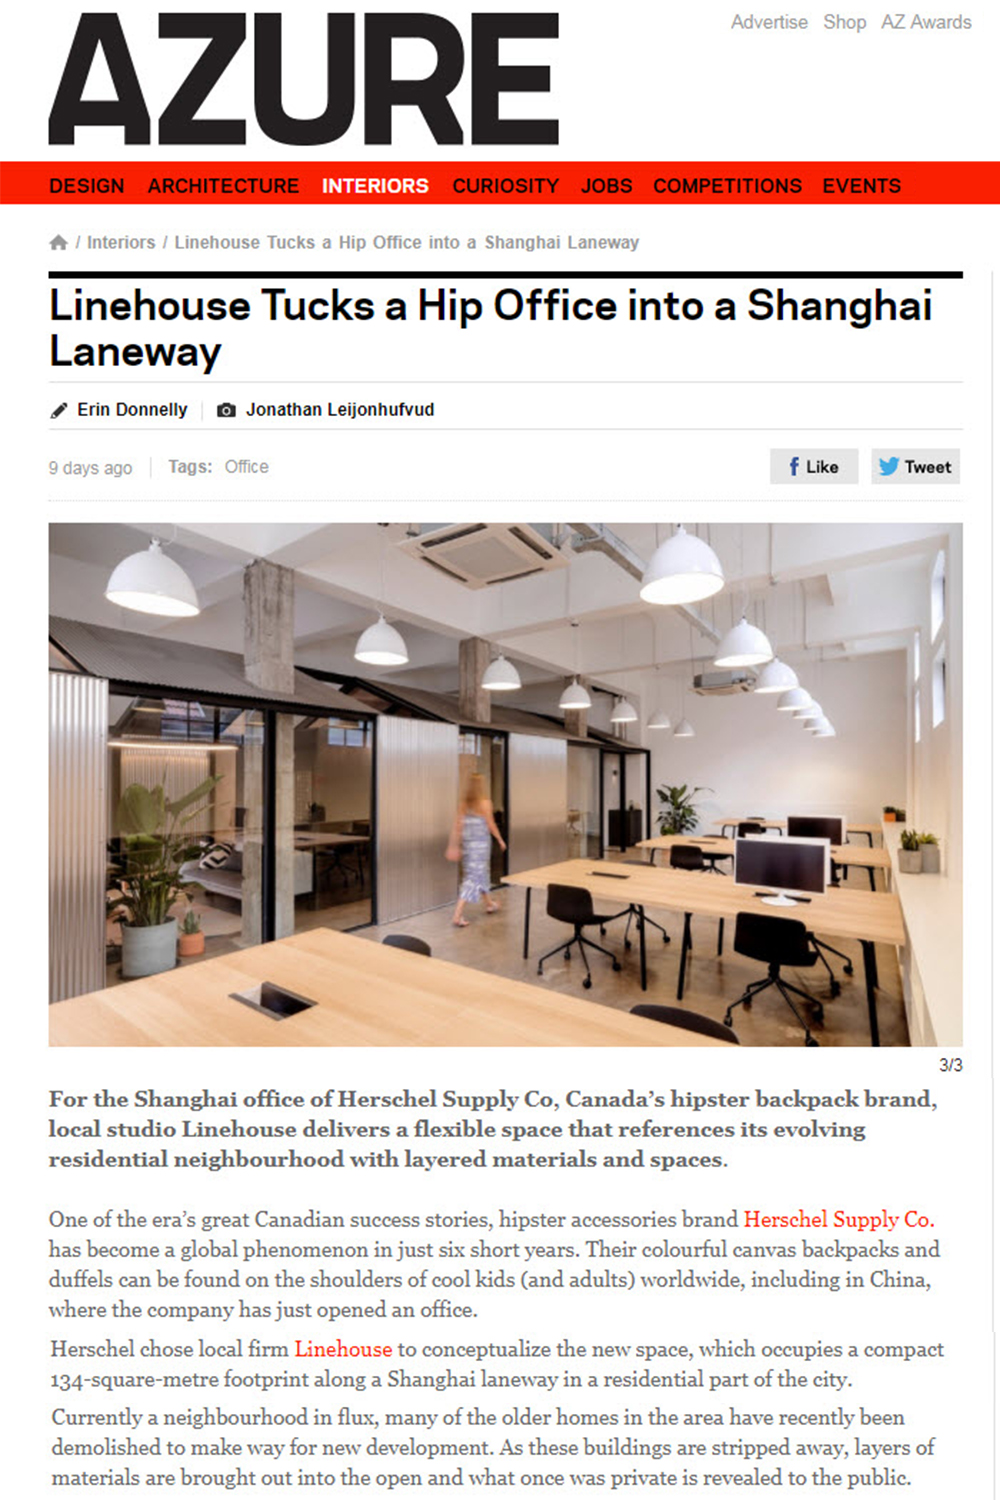 AZURE
Advertise Shop AZ Awards
DESIGN ARCHITECTURE INTERIORS CURIOSITY JOBS COMPETITIONS EVENTS
/ Interiors / Linehouse Tucks a Hip Office into a Shanghai Laneway
Linehouse Tucks a Hip Office into a Shanghai
Laneway
Erin Donnelly Jonathan Leijonhufvud
9 days ago Tags: Office
Like Tweet
3/3
For the Shanghai office of Herschel Supply Co, Canada’s hipster backpack brand,
local studio Linehouse delivers a flexible space that references its evolving
residential neighbourhood with layered materials and spaces.
One of the era’s great Canadian success stories, hipster accessories brand Herschel Supply Co.
has become a global phenomenon in just six short years. Their colourful canvas backpacks and
duffels can be found on the shoulders of cool kids (and adults) worldwide, including in China,
where the company has just opened an office.
Herschel chose local firm Linehouse to conceptualize the new space, which occupies a compact
134-square-metre footprint along a Shanghai laneway in a residential part of the city.
Currently a neighbourhood in flux, many of the older homes in the area have recently been
demolished to make way for new development. As these buildings are stripped away, layers of
materials are brought out into the open and what once was private is revealed to the public.